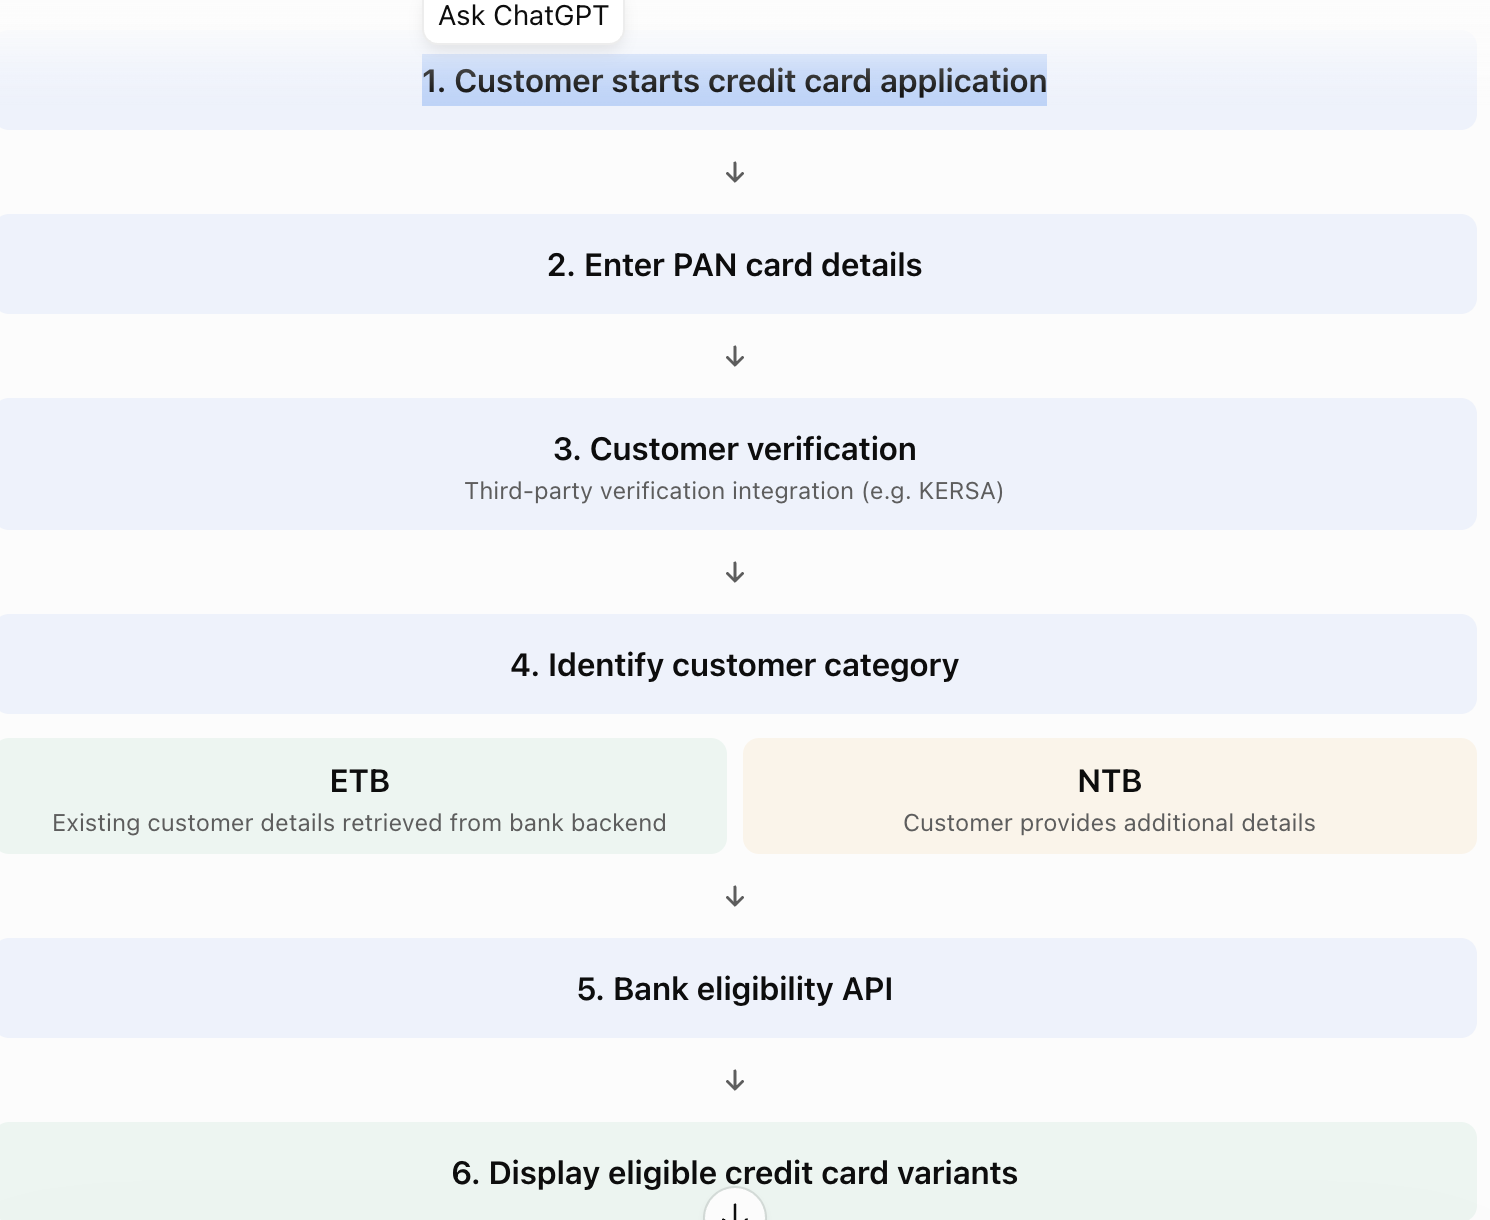 Ask ChatGPT
1. Customer starts credit card application
2. Enter PAN card details
3. Customer verification
Third-party verification integration (e.g. KERSA)
4. Identify customer category
ETB
Existing customer details retrieved from bank backend
NTB
Customer provides additional details
5. Bank eligibility API
6. Display eligible credit card variants